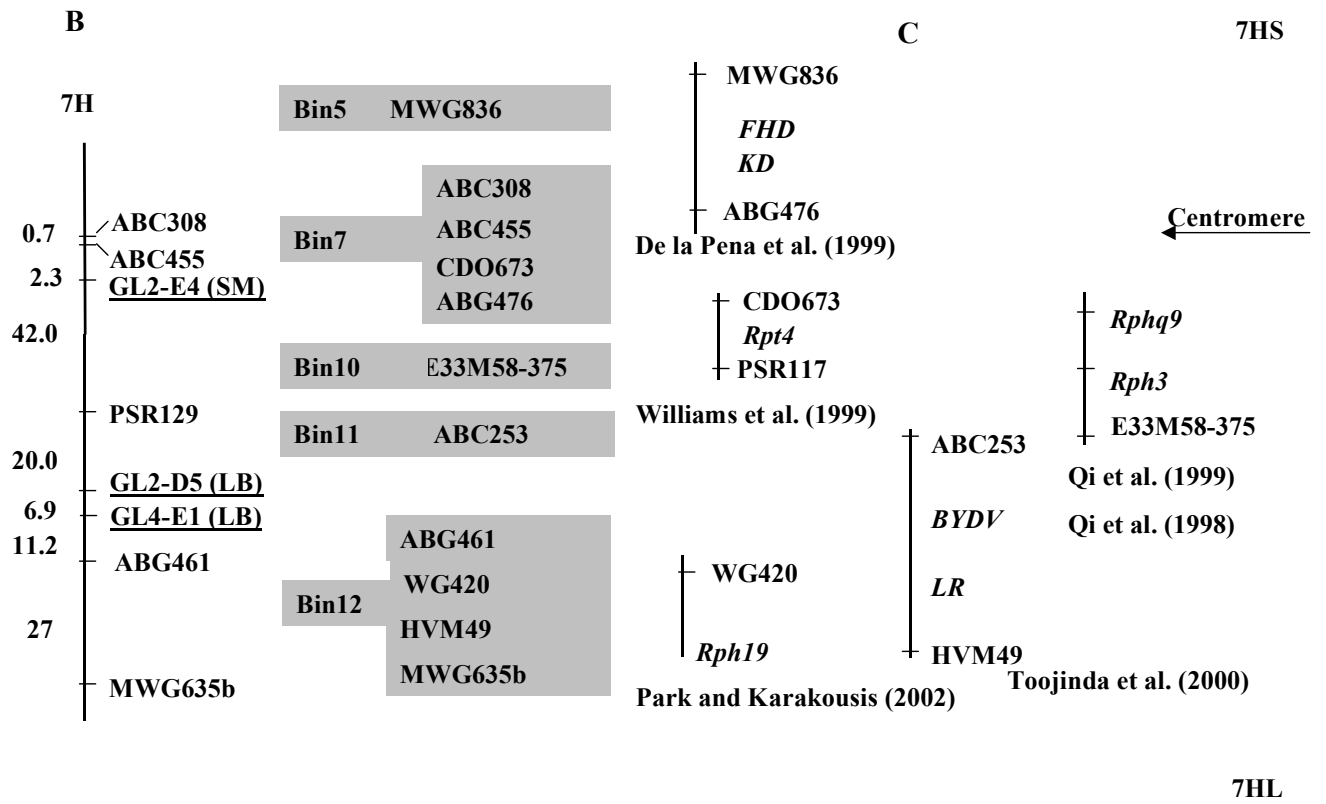 B
7H
0.7
ABC308
ABC455
2.3
GL2-E4 (SM)
42.0
PSR129
20.0
GL2-D5 (LB)
6.9
GL4-E1 (LB)
11.2
ABG461
27
MWG635b
Bin5 MWG836
Bin7
ABC308
ABC455
CDO673
ABG476
Bin10 E33M58-375
Bin11 ABC253
Bin12
ABG461
WG420
HVM49
MWG635b
MWG836
FHD
KD
ABG476
De la Pena et al. (1999)
CDO673
Rpt4
PSR117
Williams et al. (1999)
WG420
Rph19
Park and Karakousis (2002)
C
7HS
Centromere
Rphq9
Rph3
E33M58-375
Qi et al. (1999)
Qi et al. (1998)
ABC253
BYDV
LR
HVM49
Toojinda et al. (2000)
7HL